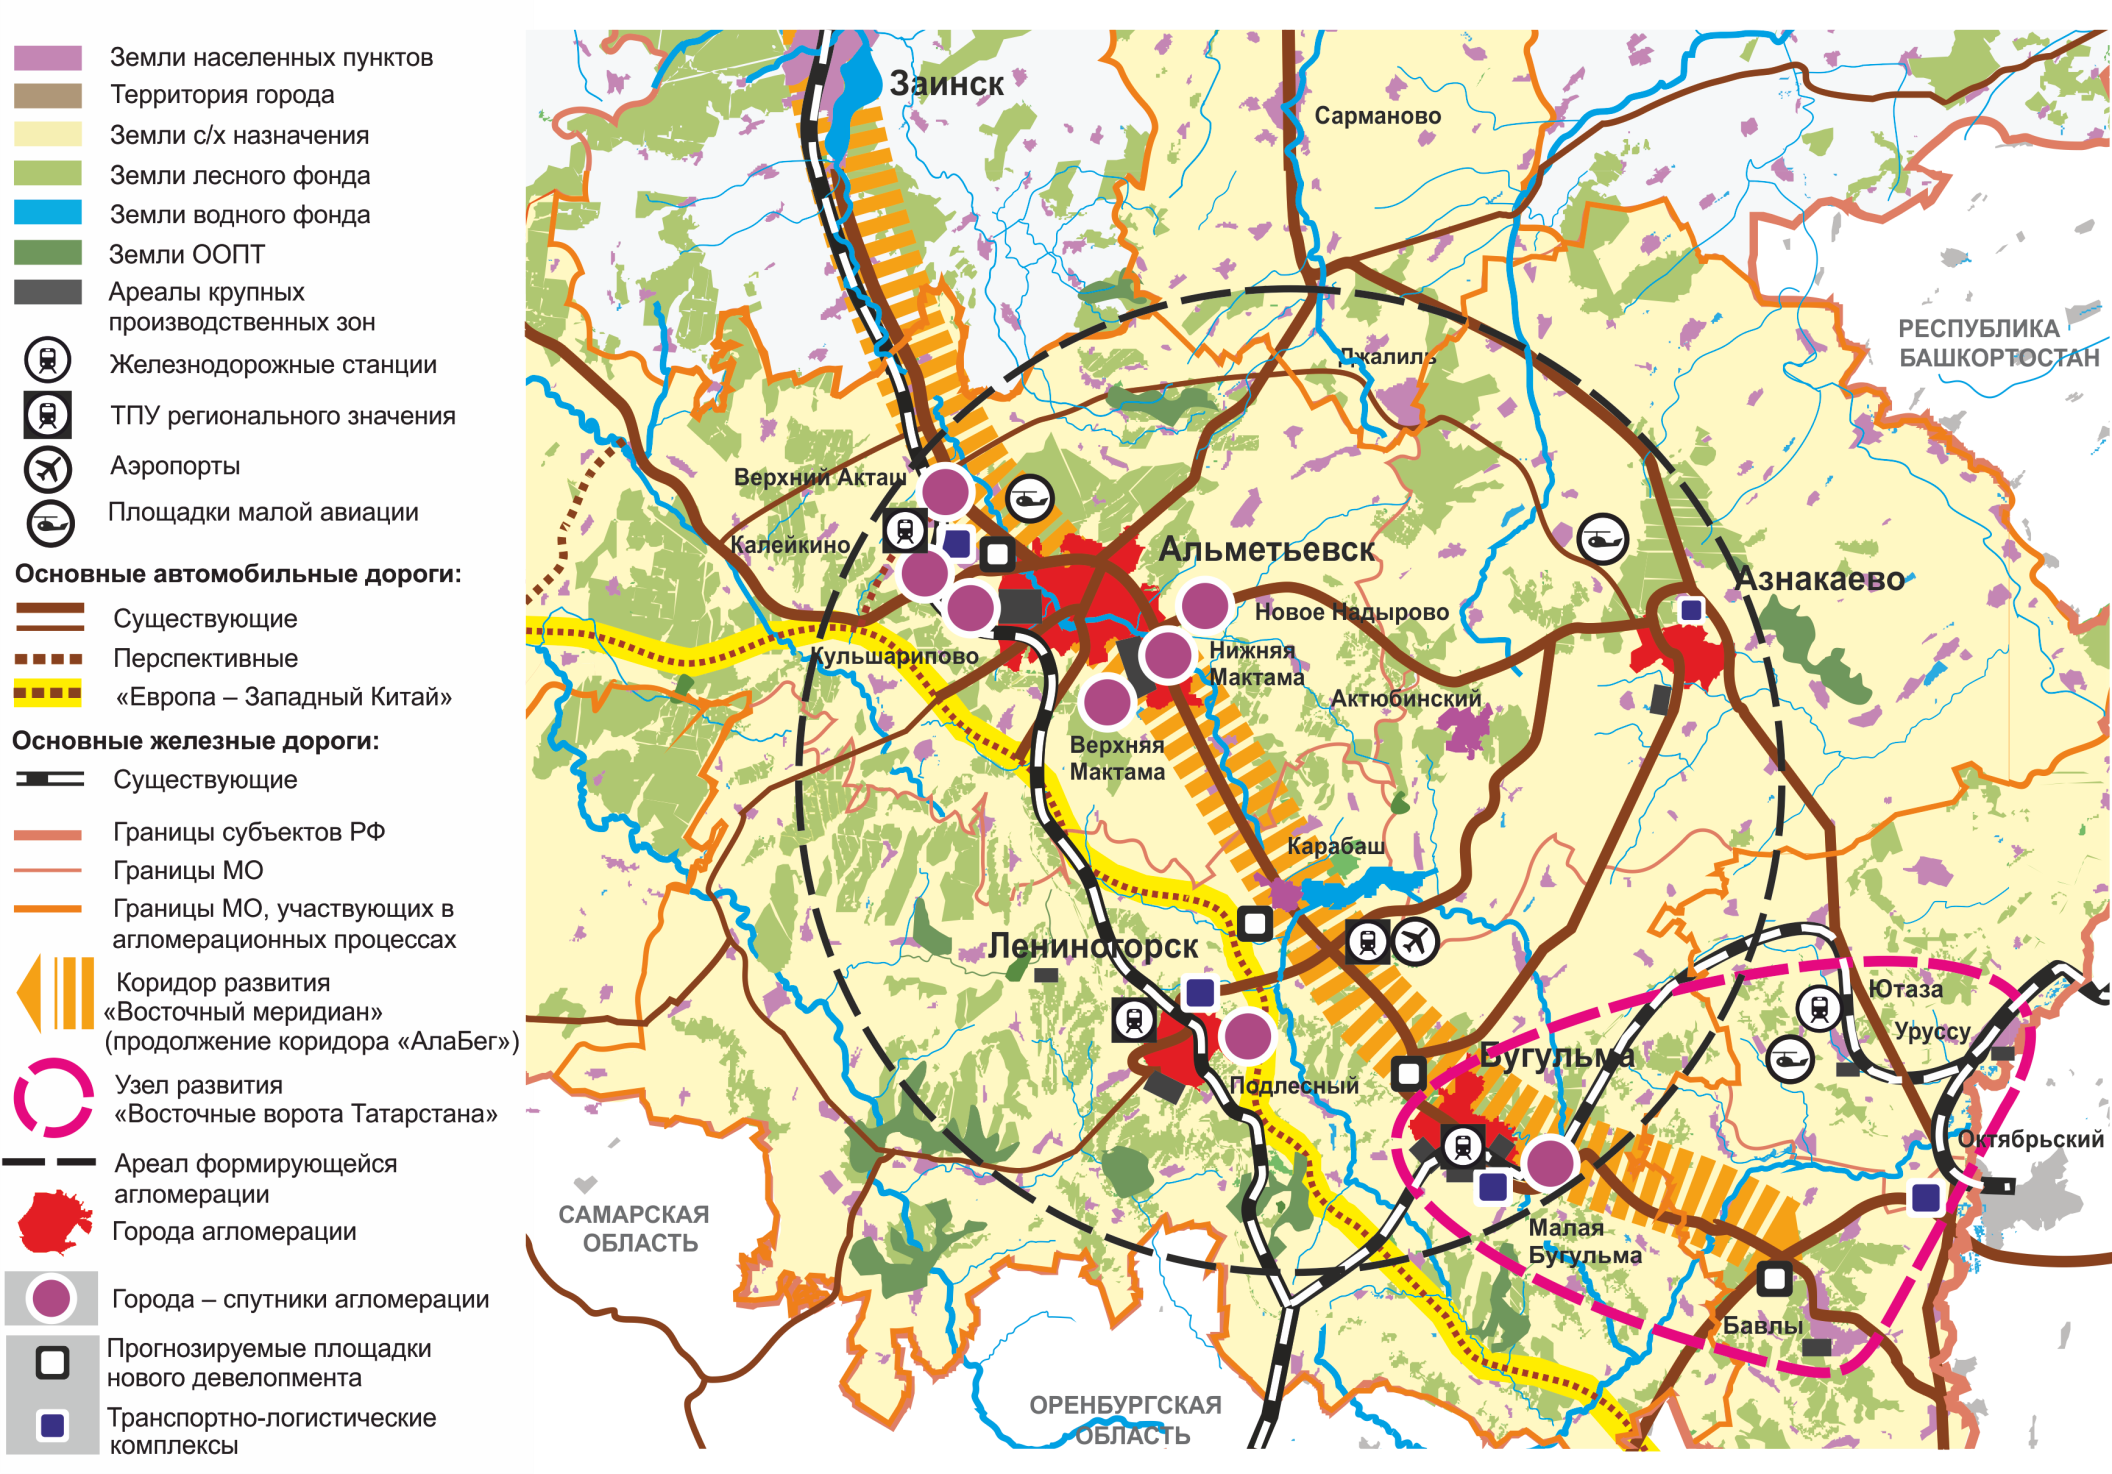 Земли населенных пунктов
Территория города
Земли с/х назначения
Земли лесного фонда
Земли водного фонда
Земли ООПТ
Ареалы крупных
производственных зон
Железнодорожные станции
ТПУ регионального значения
Аэропорты
Площадки малой авиации
Основные автомобильные дороги:
Существующие
Перспективные
«Европа – Западный Китай»
Основные железные дороги:
Существующие
Границы субъектов РФ
Границы МО
Границы МО, участвующих в
агломерационных процессах
Коридор развития
«Восточный меридиан»
(продолжение коридора «АлаБег»)
Узел развития
«Восточные ворота Татарстана»
Ареал формирующейся
агломерации
Города агломерации
Города – спутники агломерации
Прогнозируемые площадки
нового девелопмента
Транспортно-логистические
комплексы
Заинск
Сарманово
РЕСПУБЛИКА
БАШКОРТОСТАН
Джалиль
Верхний Акташ
Калейкино
Альметьевск
Азнакаево
Новое Надырово
Кульшарипово
Нижняя
Мактама
Актюбинский
Верхняя
Мактама
Карабаш
Лениногорск
Ютаза
Уруссу
Бугульма
Подлесный
Октябрьский
САМАРСКАЯ
ОБЛАСТЬ
Малая
Бугульма
Бавлы
ОРЕНБУРГСКАЯ
ОБЛАСТЬ